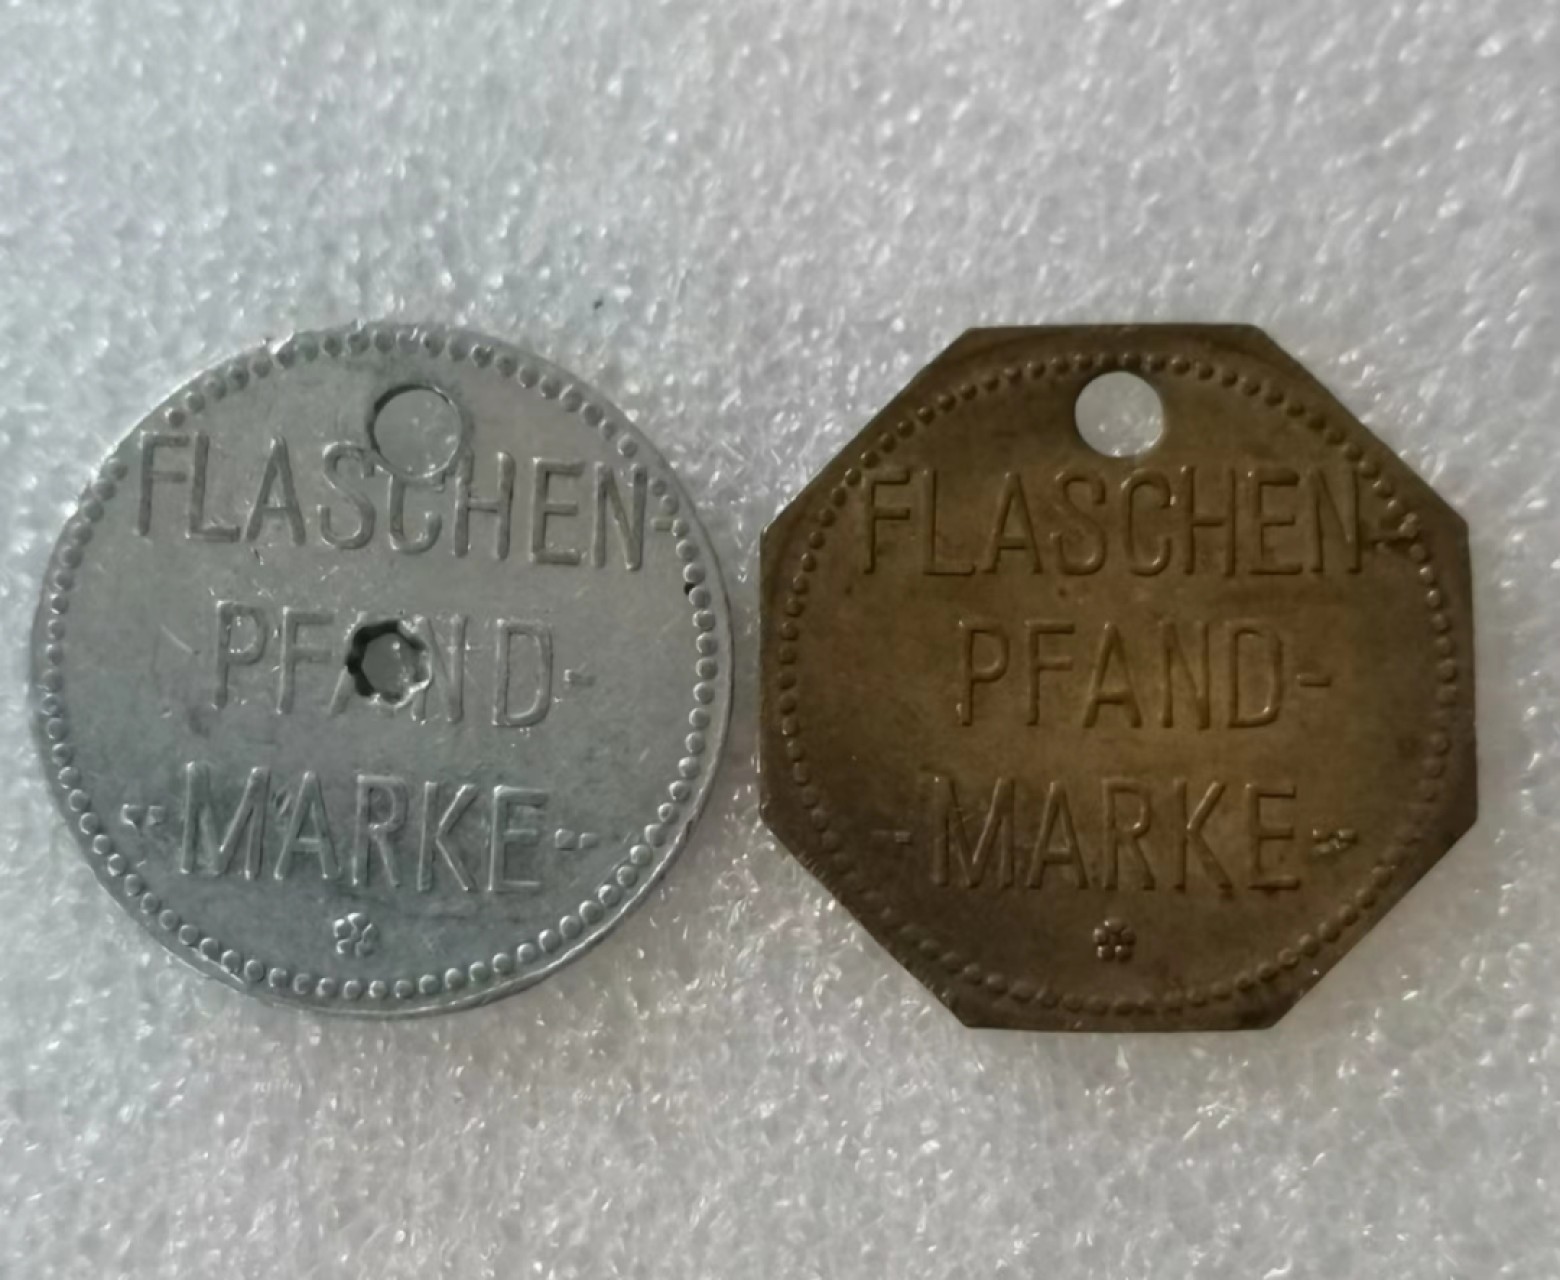 FLASCHEN-
PFAND-
MARKE
FLASCHEN-
PFAND-
MARKE